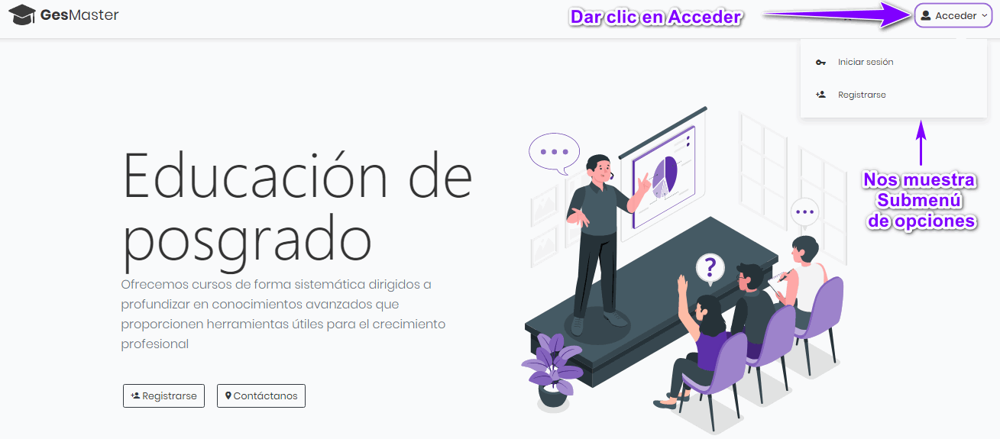 GesMaster
Dar clic en Acceder
Acceder
Iniciar sesión
Registrarse
Nos muestra
Submenú
de opciones
Educación de
posgrado
Ofrecemos cursos de forma sistemática dirigidos a
profundizar en conocimientos avanzados que
proporcionen herramientas útiles para el crecimiento
profesional
?
Registrarse
Contáctanos